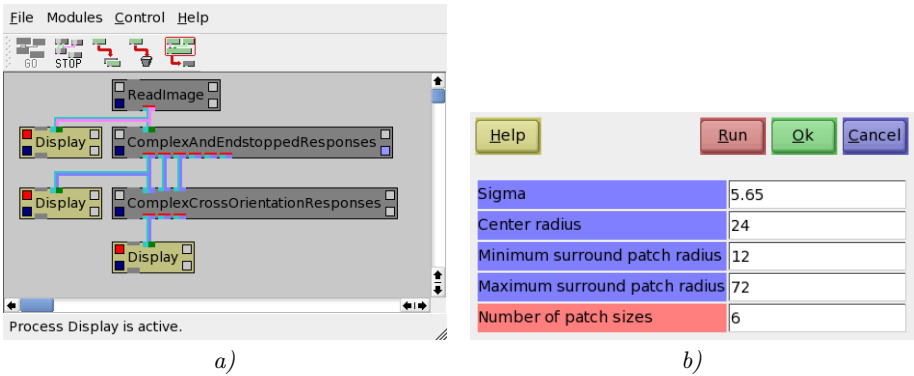 File Modules Control Help
GO STOP
ReadImage
Display ComplexAndEndstoppedResponses
Display ComplexCrossOrientationResponses
Display
Process Display is active.
a)
Help Run Ok Cancel
Sigma 5.65
Center radius 24
Minimum surround patch radius 12
Maximum surround patch radius 72
Number of patch sizes 6
b)